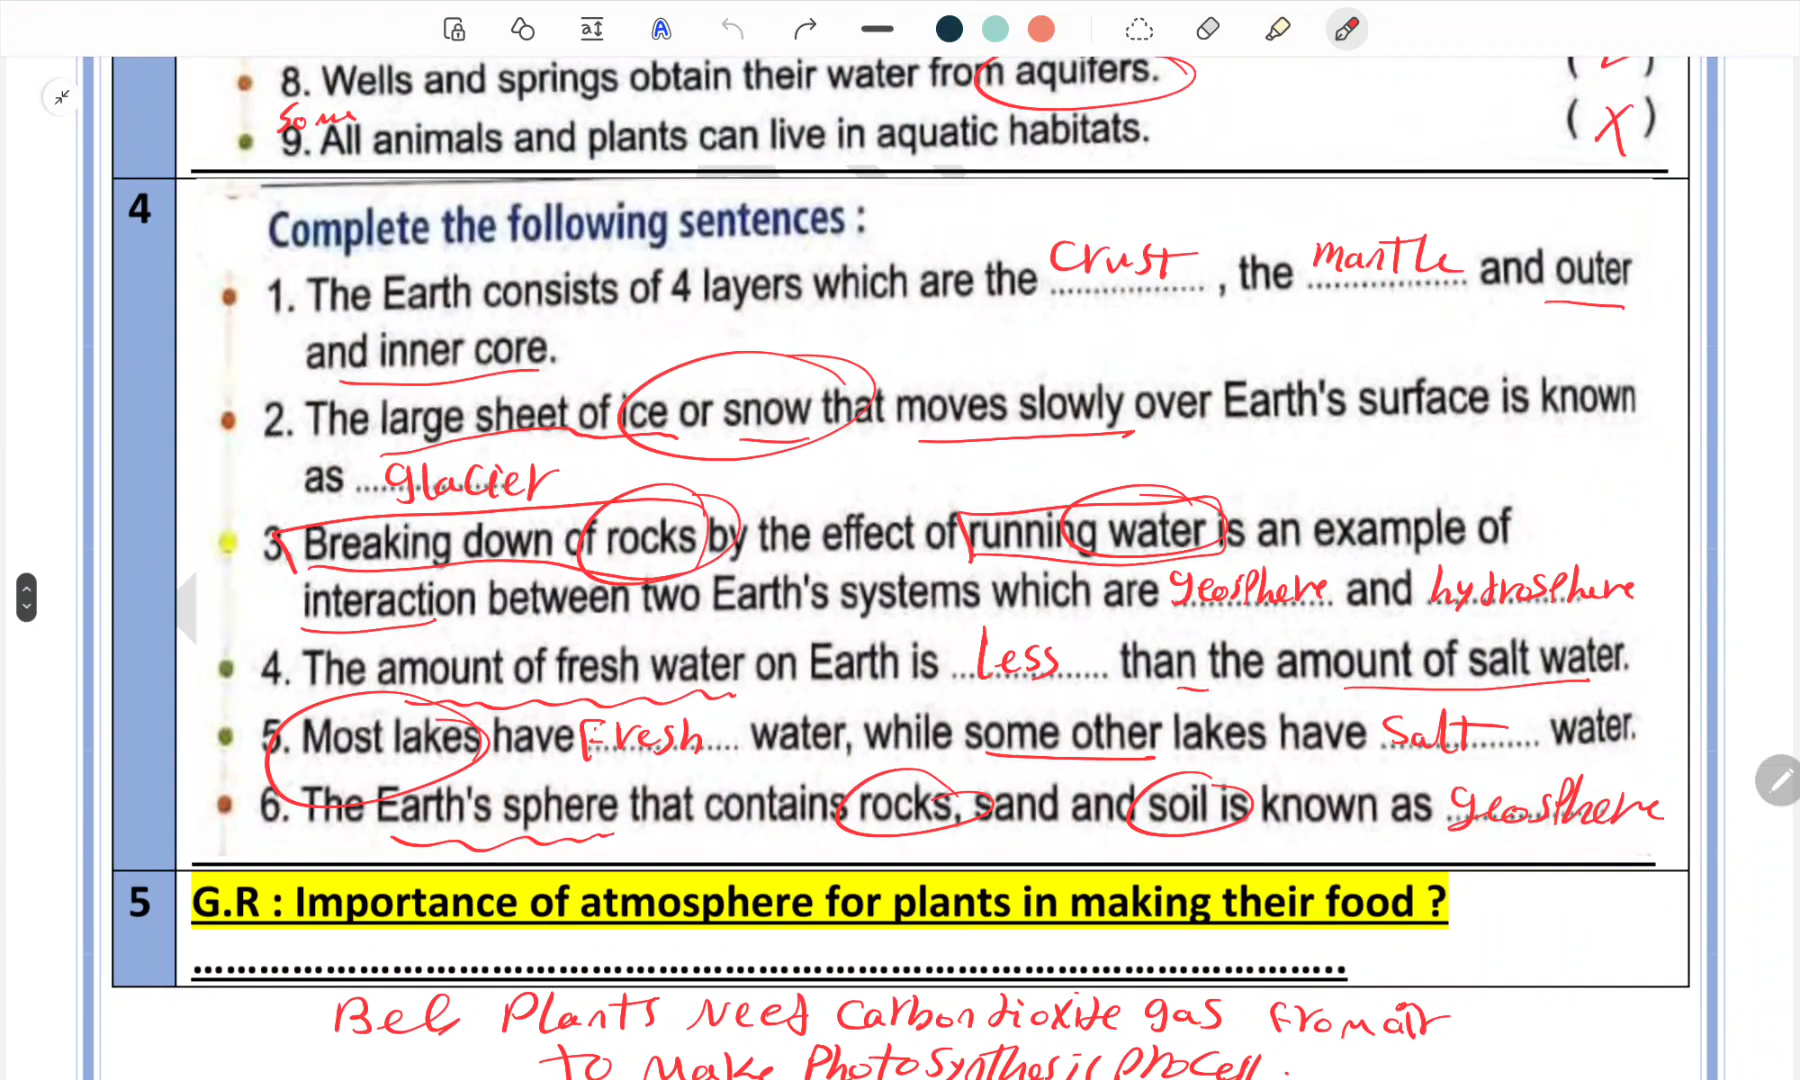 8. Wells and springs obtain their water from aquifers. ( )
Some
9. All animals and plants can live in aquatic habitats. ( X )
4
Complete the following sentences :
1. The Earth consists of 4 layers which are the crust , the mantle and outer
and inner core.
2. The large sheet of ice or snow that moves slowly over Earth's surface is known
as glacier
3. Breaking down of rocks by the effect of running water is an example of
interaction between two Earth's systems which are geosphere and hydrosphere
4. The amount of fresh water on Earth is Less than the amount of salt water.
5. Most lakes have Fresh water, while some other lakes have Salt water.
6. The Earth's sphere that contains rocks, sand and soil is known as geosphere
5
G.R : Importance of atmosphere for plants in making their food ?
Plants Need Carbondioxide gas From air
To Make Photosynthesis